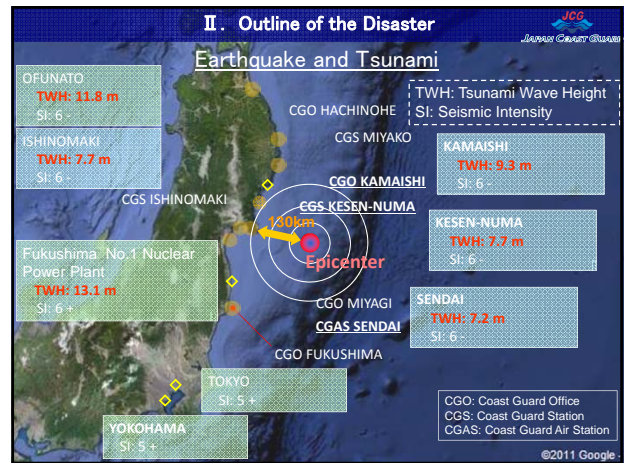 Ⅱ. Outline of the Disaster
JCG
JAPAN COAST GUARD
Earthquake and Tsunami
OFUNATO
TWH: 11.8 m
SI: 6 -
ISHINOMAKI
TWH: 7.7 m
SI: 6 -
CGO HACHINOHE
CGS MIYAKO
TWH: Tsunami Wave Height
SI: Seismic Intensity
KAMAISHI
TWH: 9.3 m
SI: 6 -
CGO KAMAISHI
CGS ISHINOMAKI
CGS KESEN-NUMA
130km
Epicenter
KESEN-NUMA
TWH: 7.7 m
SI: 6 -
Fukushima No.1 Nuclear
Power Plant
TWH: 13.1 m
SI: 6 +
CGO MIYAGI
CGAS SENDAI
SENDAI
TWH: 7.2 m
SI: 6 -
CGO FUKUSHIMA
TOKYO
SI: 5 +
YOKOHAMA
SI: 5 +
CGO: Coast Guard Office
CGS: Coast Guard Station
CGAS: Coast Guard Air Station
©2011 Google -